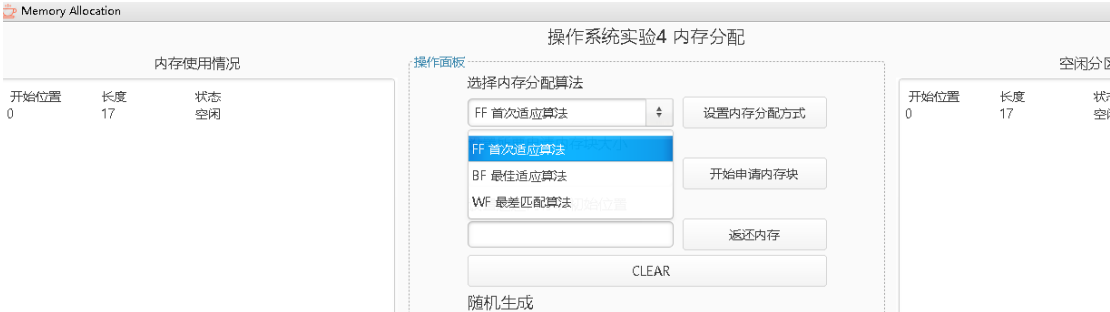 Memory Allocation
操作系统实验4 内存分配
内存使用情况
开始位置 长度 状态
0 17 空闲
操作面板
选择内存分配算法
FF 首次适应算法
设置内存分配方式
FF 首次适应算法
BF 最佳适应算法
WF 最差匹配算法
开始申请内存块
返还内存
CLEAR
随机生成
空闲分区
开始位置 长度
0 17